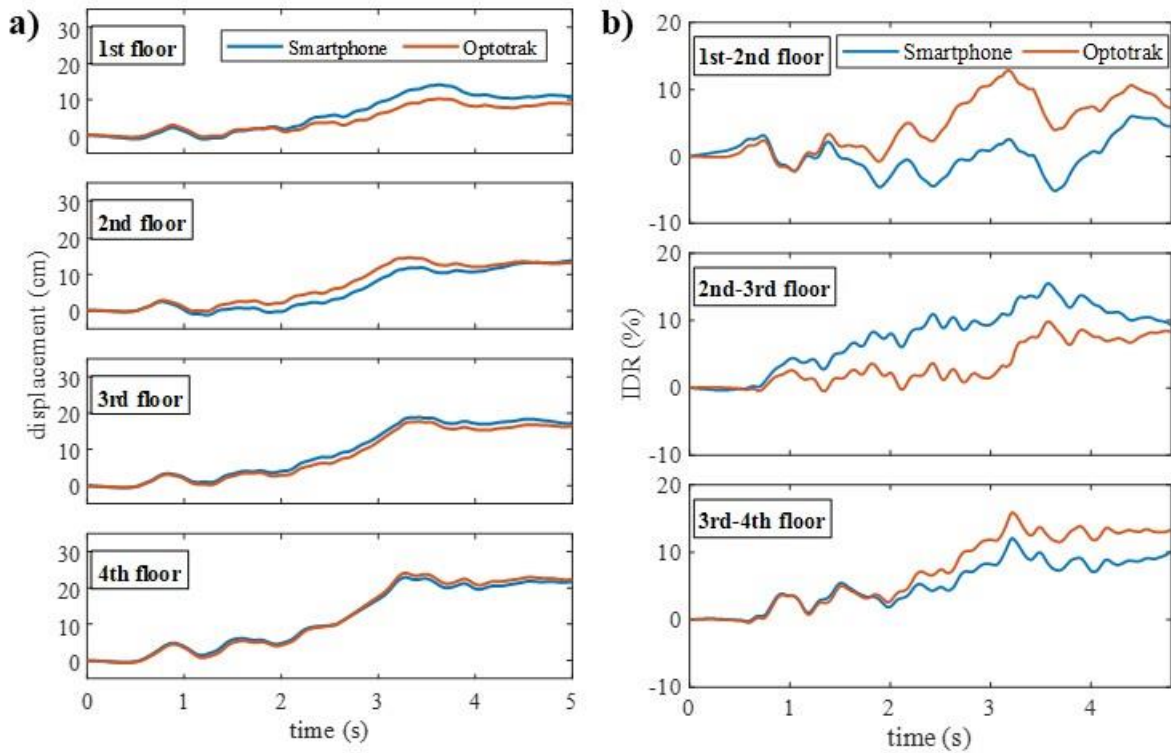 a)
1st floor
Smartphone
Optotrak
30
20
10
0
2nd floor
30
20
10
0
3rd floor
30
20
10
0
4th floor
30
20
10
0
0 1 2 3 4 5
time (s)
displacement (cm)
b)
20
Smartphone
Optotrak
1st-2nd floor
10
0
-10
20
2nd-3rd floor
10
0
-10
20
3rd-4th floor
10
0
-10
0 1 2 3 4
time (s)
IDR (%)